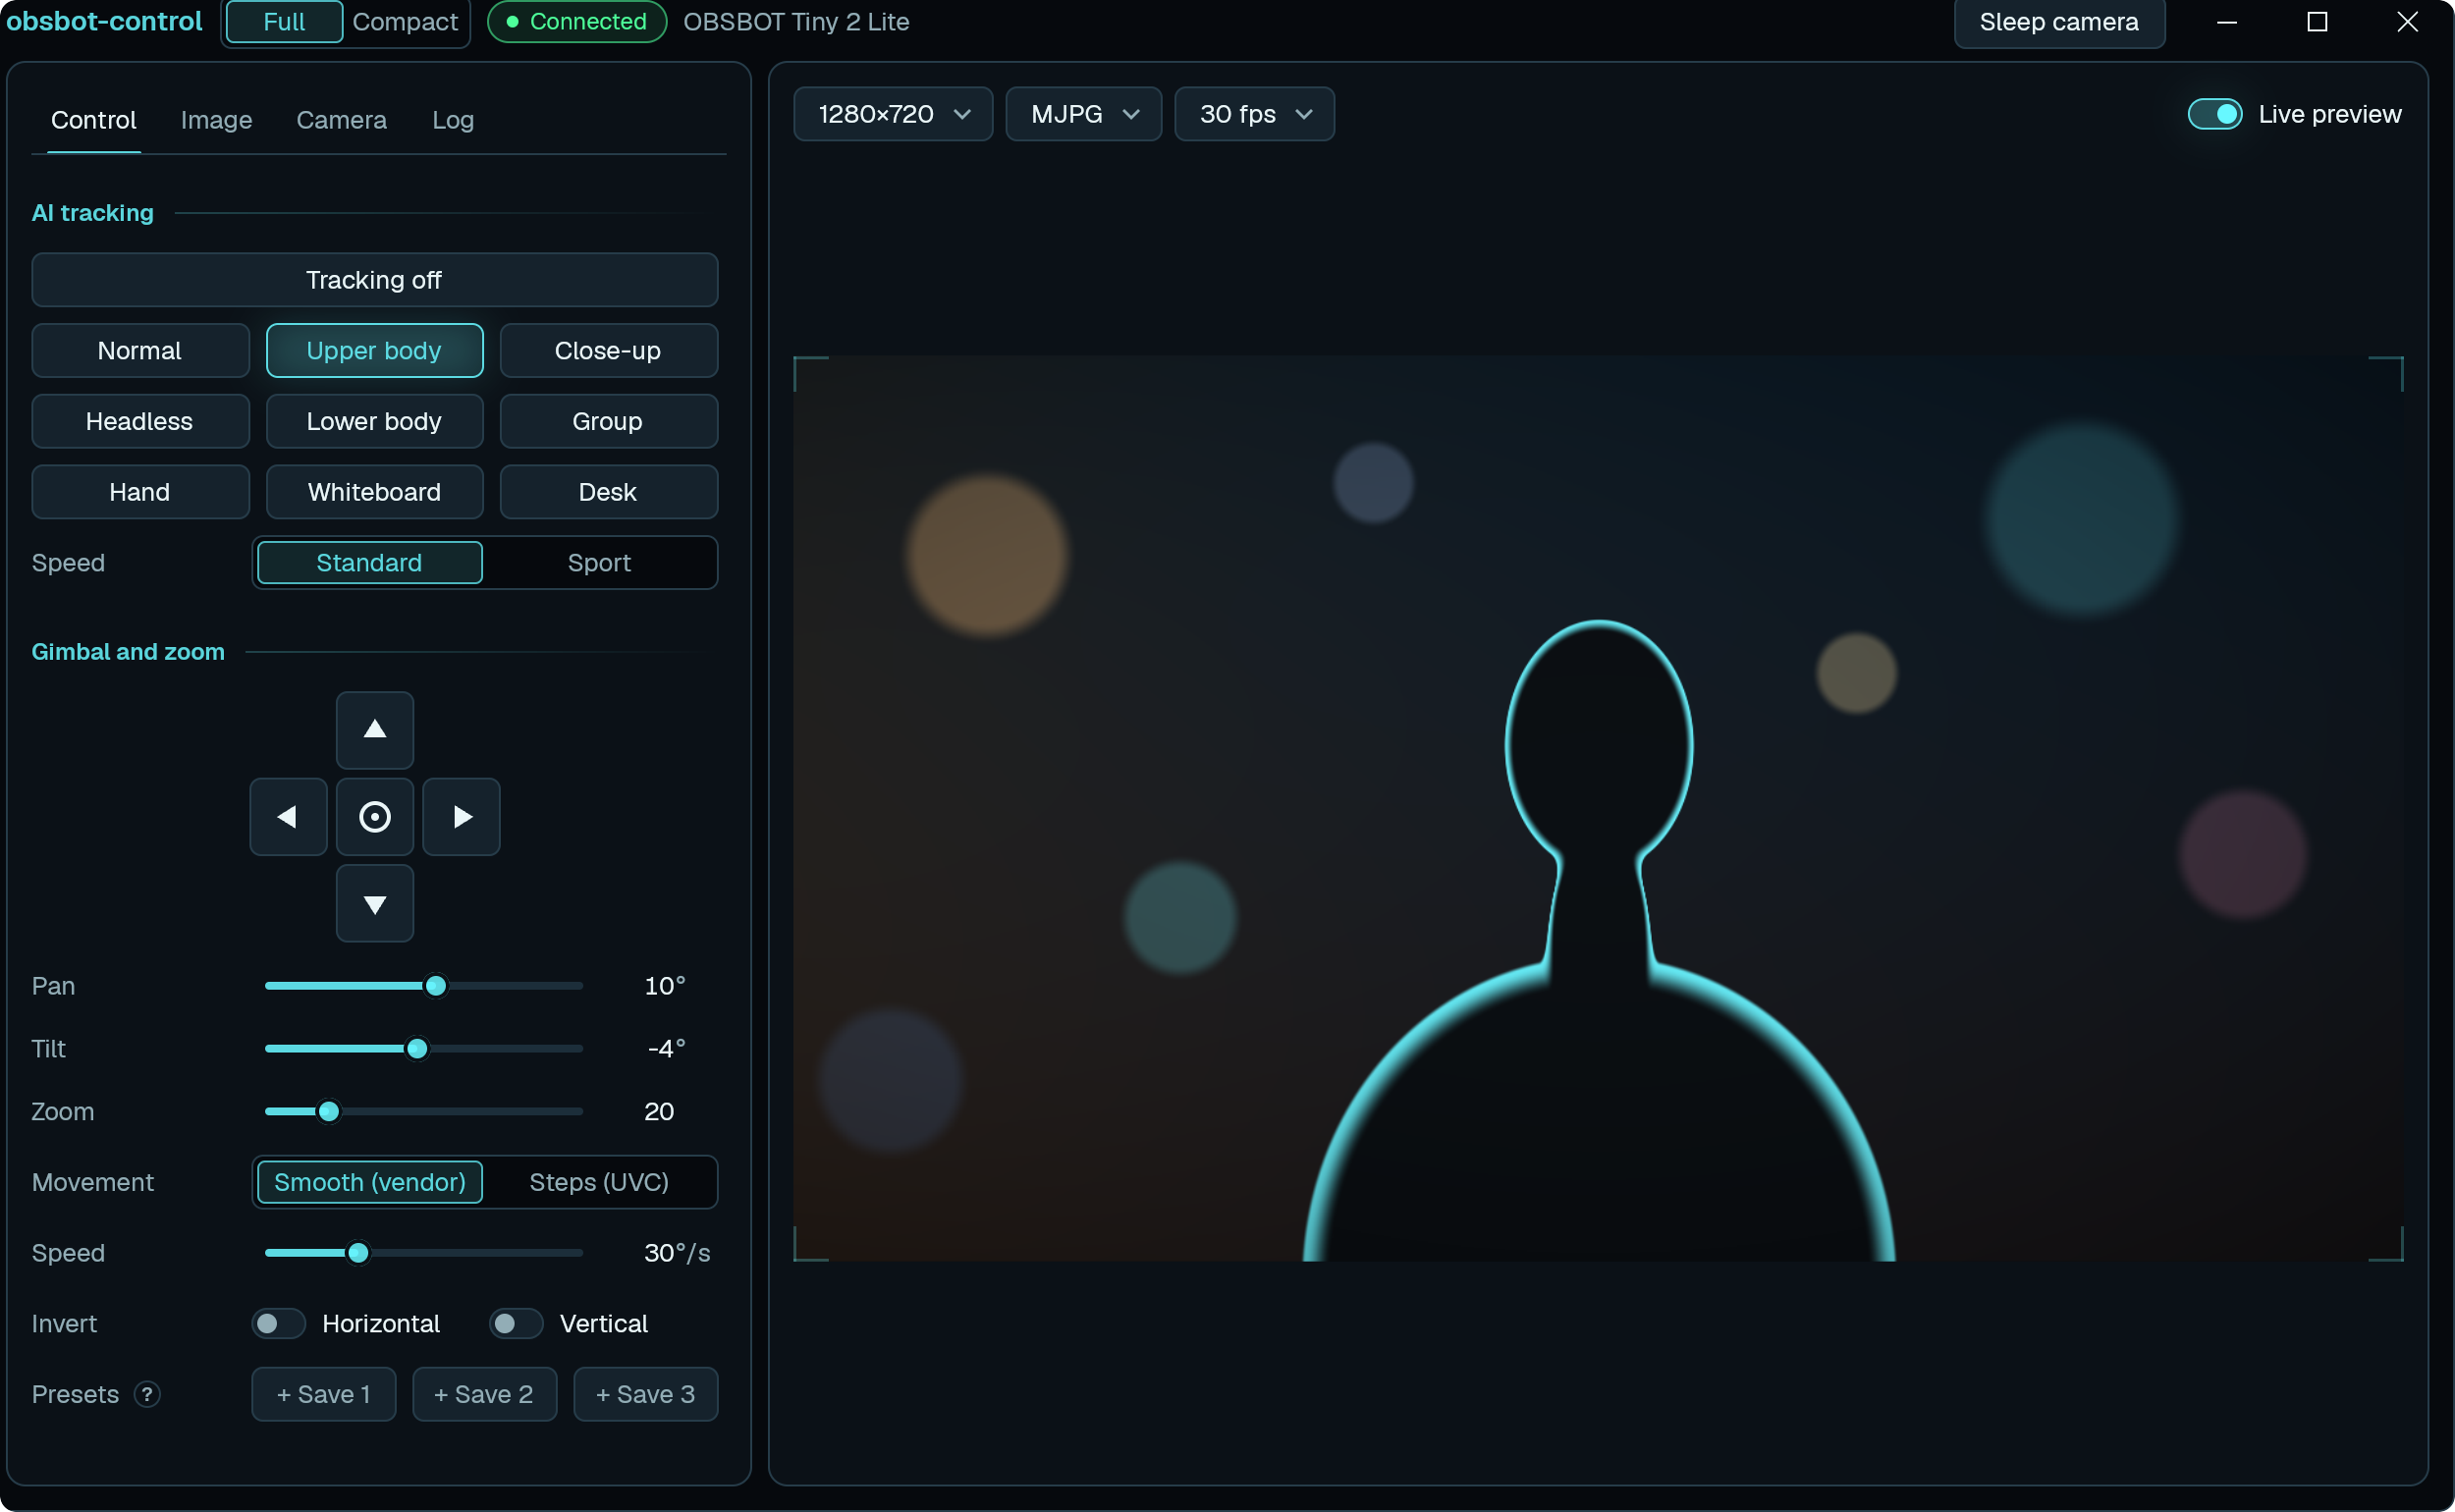 obsbot-control Full Compact Connected OBSBOT Tiny 2 Lite Sleep camera
Control Image Camera Log
AI tracking
Tracking off
Normal Upper body Close-up
Headless Lower body Group
Hand Whiteboard Desk
Speed Standard Sport
Gimbal and zoom
Pan 10°
Tilt -4°
Zoom 20
Movement Smooth (vendor) Steps (UVC)
Speed 30°/s
Invert Horizontal Vertical
Presets ? + Save 1 + Save 2 + Save 3
1280×720 MJPG 30 fps Live preview